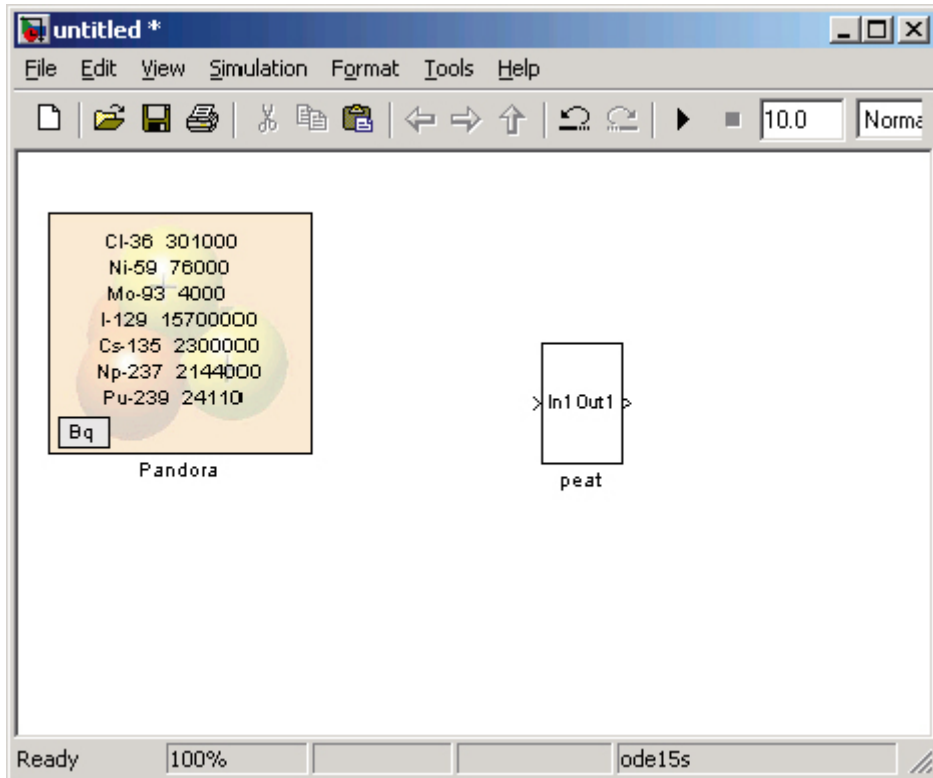 untitled *
File Edit View Simulation Format Tools Help
10.0 Norma
Cl-36 301000
Ni-59 76000
Mo-93 4000
I-129 15700000
Cs-135 2300000
Np-237 2144000
Pu-239 24110
Bq
Pandora
In1 Out1
peat
Ready 100% ode15s